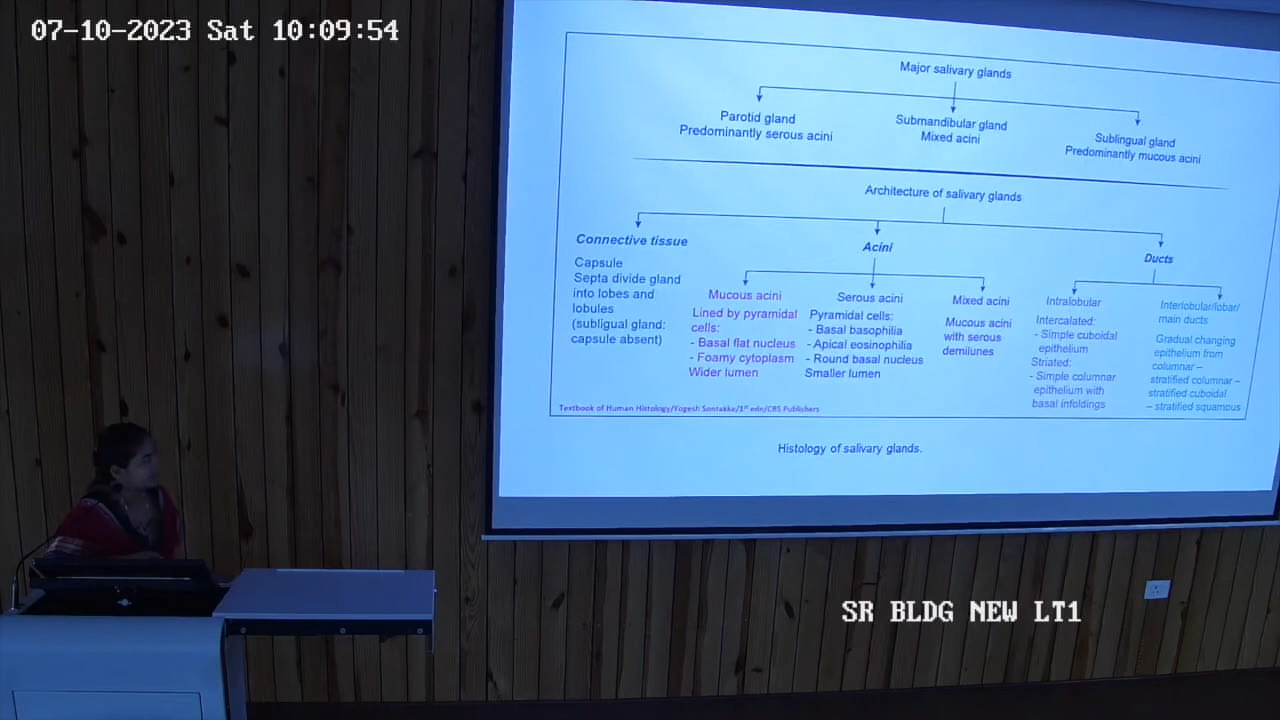 07-10-2023 Sat 10:09:54
Major salivary glands
Parotid gland
Predominantly serous acini
Submandibular gland
Mixed acini
Sublingual gland
Predominantly mucous acini
Architecture of salivary glands
Connective tissue
Capsule
Septa divide gland
into lobes and
lobules
(subligual gland:
capsule absent)
Acini
Mucous acini
Lined by pyramidal
cells:
- Basal flat nucleus
- Foamy cytoplasm
Wider lumen
Serous acini
Pyramidal cells:
- Basal basophilia
- Apical eosinophilia
- Round basal nucleus
Smaller lumen
Mixed acini
Mucous acini
with serous
demilunes
Ducts
Intralobular
Intercalated:
- Simple cuboidal
epithelium
Striated:
- Simple columnar
epithelium with
basal infoldings
Interlobular/lobar/
main ducts
Gradual changing
epithelium from
columnar –
stratified columnar –
stratified cuboidal
– stratified squamous
Textbook of Human Histology/Yogesh Sontakke/1st edn/CBS Publishers
Histology of salivary glands.
SR BLDG NEW LT1